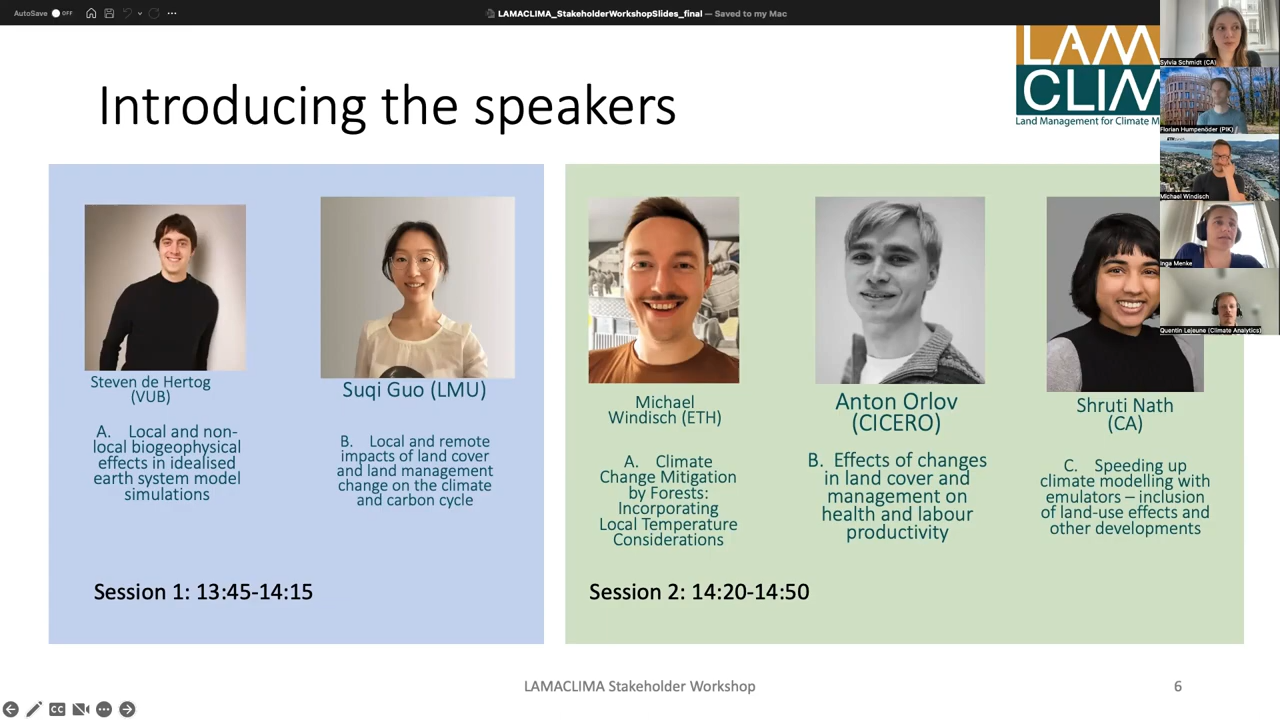 AutoSave OFF
LAMACLIMA_StakeholderWorkshopSlides_final — Saved to my Mac
Introducing the speakers
LAM
CLIM
Land Management for Climate M
Sylvia Schmidt (CA)
Florian Humpenöder (PIK)
Michael Windisch
Inga Menke
Quentin Lejeune (Climate Analytics)
Steven de Hertog
(VUB)
A. Local and non-
local biogeophysical
effects in idealised
earth system model
simulations
Suqi Guo (LMU)
B. Local and remote
impacts of land cover
and land management
change on the climate
and carbon cycle
Session 1: 13:45-14:15
Michael
Windisch (ETH)
A. Climate
Change Mitigation
by Forests:
Incorporating
Local Temperature
Considerations
Anton Orlov
(CICERO)
B. Effects of changes
in land cover and
management on
health and labour
productivity
Shruti Nath
(CA)
C. Speeding up
climate modelling with
emulators – inclusion
of land-use effects and
other developments
Session 2: 14:20-14:50
LAMACLIMA Stakeholder Workshop
6
CC